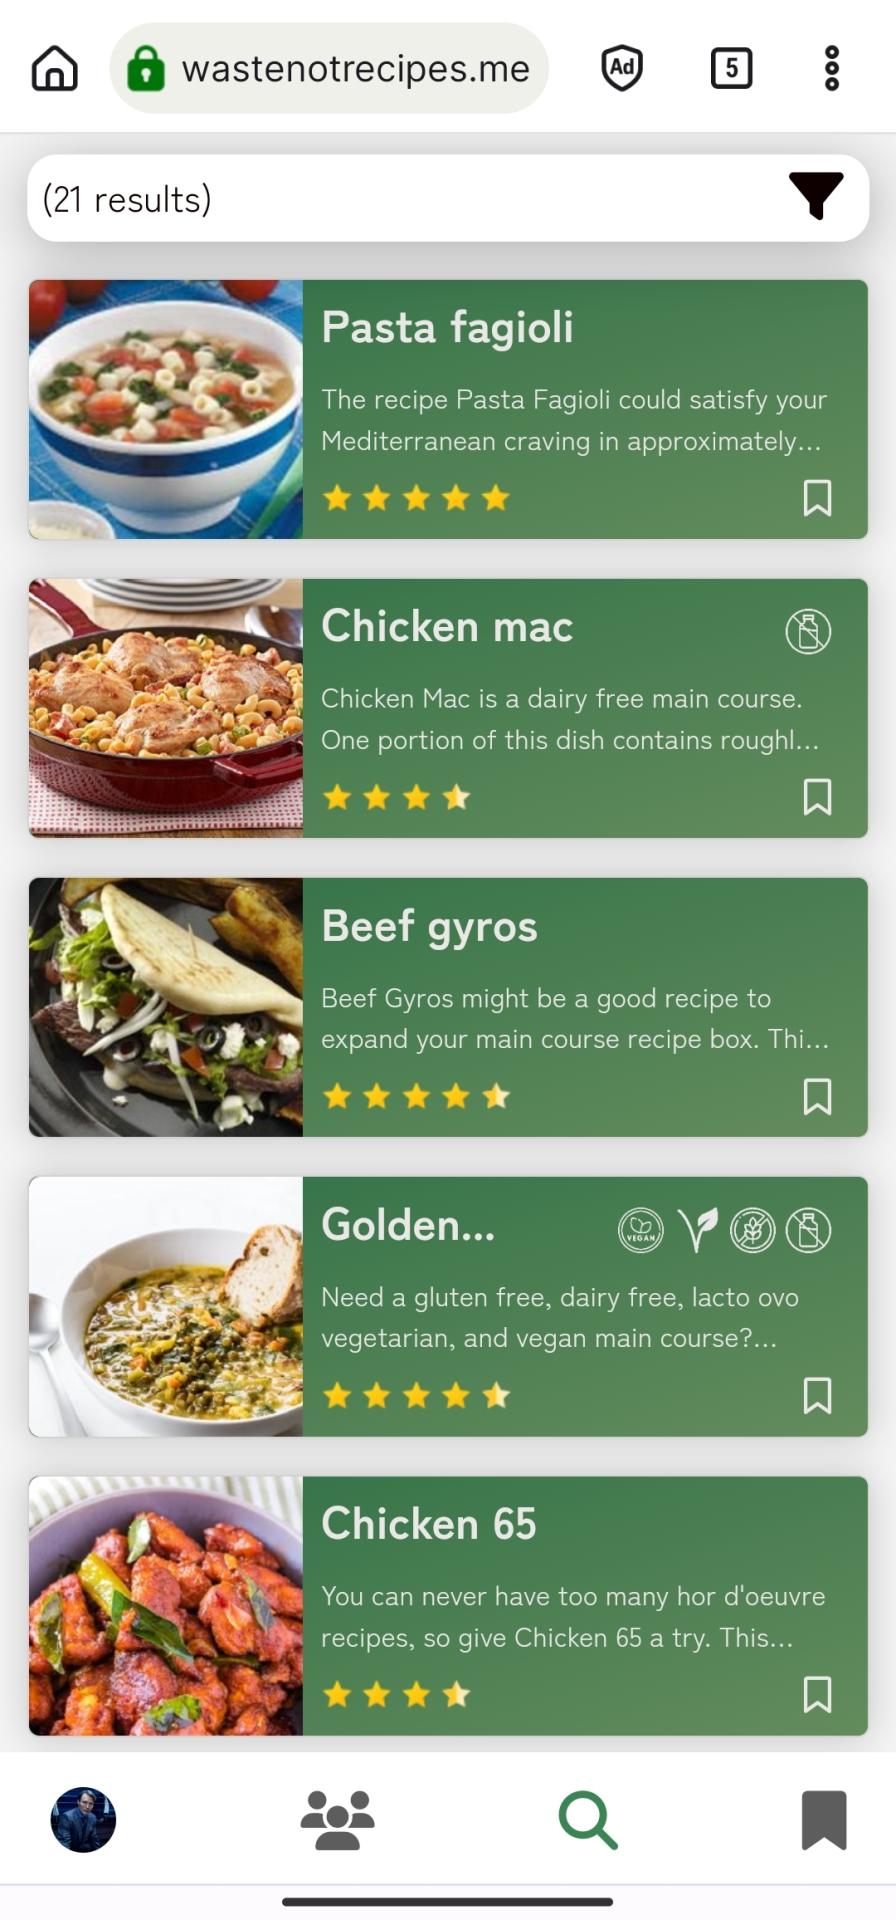 wastenotrecipes.me
Ad
5
(21 results)
Pasta fagioli
The recipe Pasta Fagioli could satisfy your
Mediterranean craving in approximately...
Chicken mac
Chicken Mac is a dairy free main course.
One portion of this dish contains roughl...
Beef gyros
Beef Gyros might be a good recipe to
expand your main course recipe box. Thi...
Golden...
VEGAN
Need a gluten free, dairy free, lacto ovo
vegetarian, and vegan main course?...
Chicken 65
You can never have too many hor d'oeuvre
recipes, so give Chicken 65 a try. This...